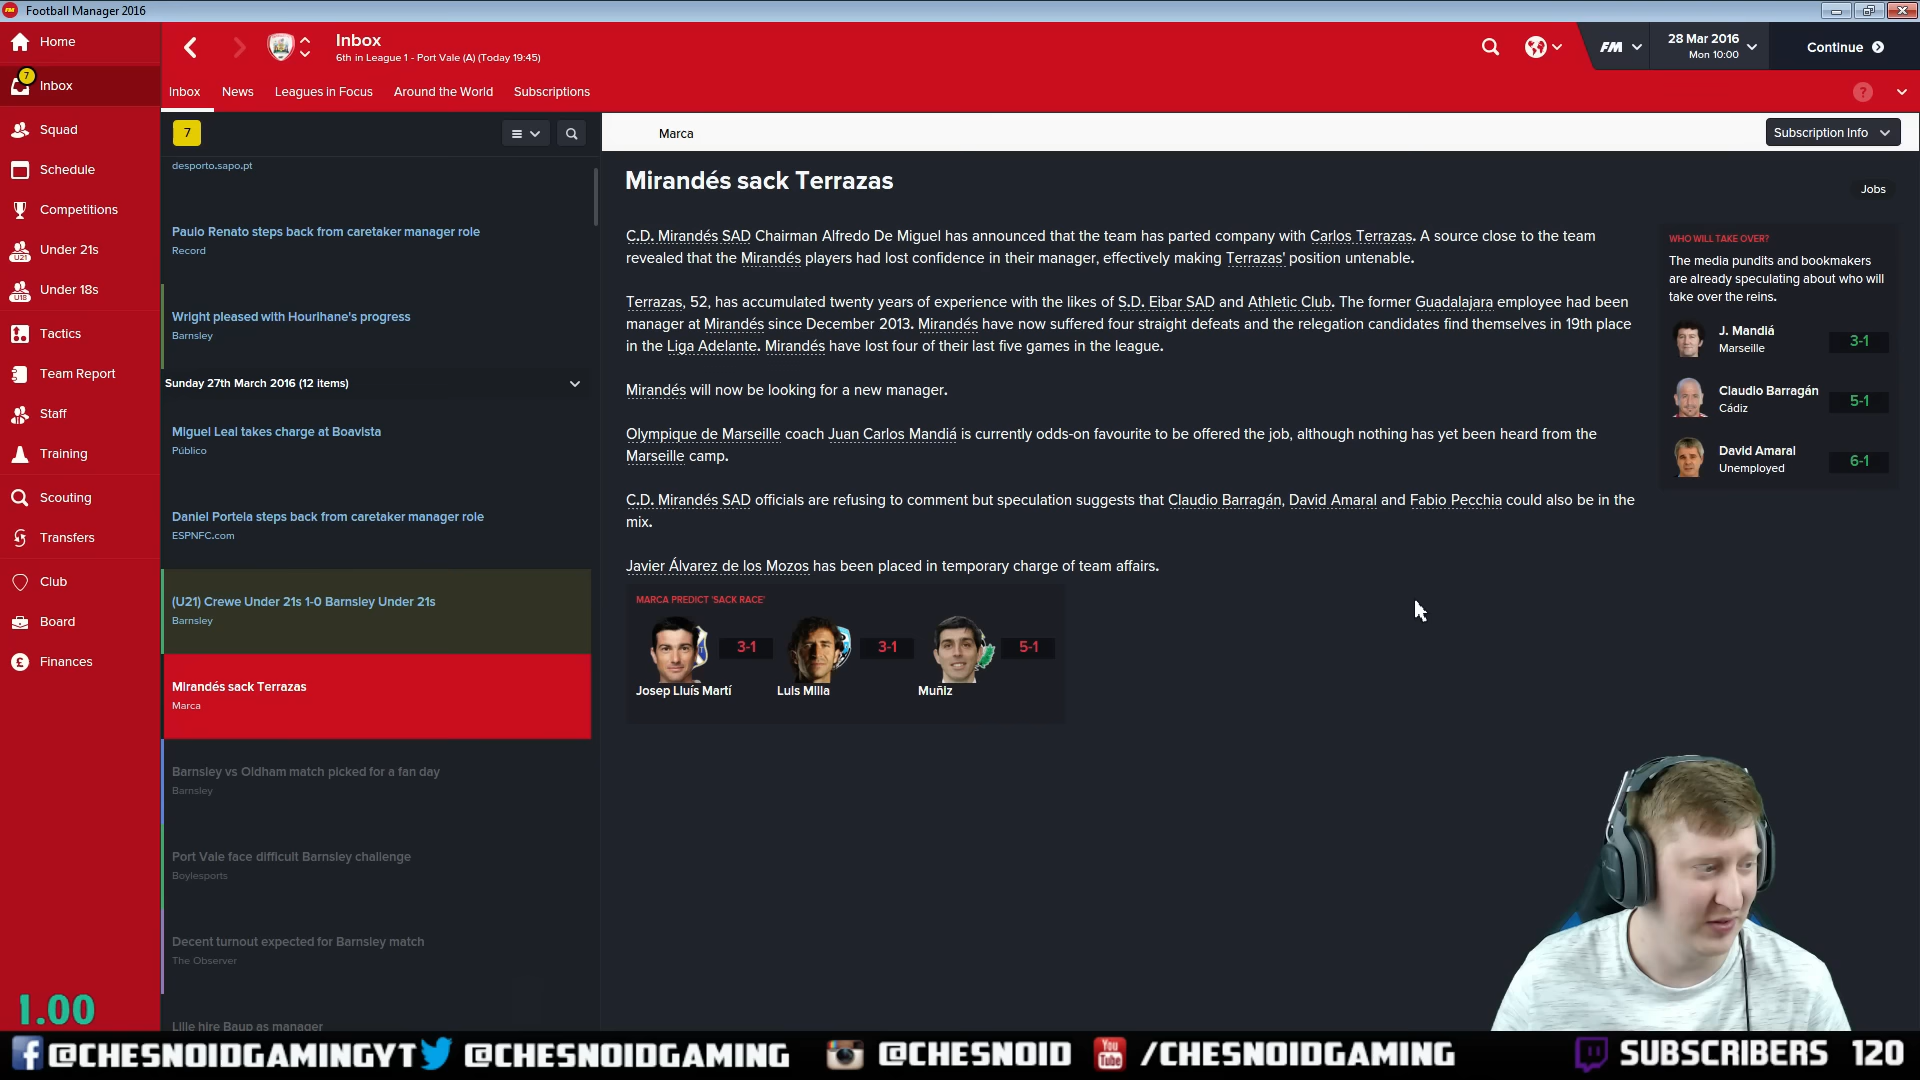 Football Manager 2016
Home
7
Inbox
Squad
Schedule
Competitions
Under 21s
U21
Under 18s
U18
Tactics
Team Report
Staff
Training
Scouting
Transfers
Club
Board
Finances
1.00
Inbox
6th in League 1 - Port Vale (A) (Today 19:45)
FM
28 Mar 2016
Mon 10:00
Continue
Inbox
News
Leagues in Focus
Around the World
Subscriptions
?
7
desporto.sapo.pt
Paulo Renato steps back from caretaker manager role
Record
Wright pleased with Hourihane's progress
Barnsley
Sunday 27th March 2016 (12 items)
Miguel Leal takes charge at Boavista
Público
Daniel Portela steps back from caretaker manager role
ESPNFC.com
(U21) Crewe Under 21s 1-0 Barnsley Under 21s
Barnsley
Mirandés sack Terrazas
Marca
Barnsley vs Oldham match picked for a fan day
Barnsley
Port Vale face difficult Barnsley challenge
Boylesports
Decent turnout expected for Barnsley match
The Observer
Lille hire Baup as manager
Marca
Subscription Info
Mirandés sack Terrazas
Jobs
C.D. Mirandés SAD Chairman Alfredo De Miguel has announced that the team has parted company with Carlos Terrazas. A source close to the team
revealed that the Mirandés players had lost confidence in their manager, effectively making Terrazas' position untenable.
Terrazas, 52, has accumulated twenty years of experience with the likes of S.D. Eibar SAD and Athletic Club. The former Guadalajara employee had been
manager at Mirandés since December 2013. Mirandés have now suffered four straight defeats and the relegation candidates find themselves in 19th place
in the Liga Adelante. Mirandés have lost four of their last five games in the league.
Mirandés will now be looking for a new manager.
Olympique de Marseille coach Juan Carlos Mandiá is currently odds-on favourite to be offered the job, although nothing has yet been heard from the
Marseille camp.
C.D. Mirandés SAD officials are refusing to comment but speculation suggests that Claudio Barragán, David Amaral and Fabio Pecchia could also be in the
mix.
Javier Álvarez de los Mozos has been placed in temporary charge of team affairs.
MARCA PREDICT 'SACK RACE'
3-1
3-1
5-1
Josep Lluís Martí
Luis Milla
Muñiz
WHO WILL TAKE OVER?
The media pundits and bookmakers
are already speculating about who will
take over the reins.
J. Mandiá
Marseille
3-1
Claudio Barragán
Cádiz
5-1
David Amaral
Unemployed
6-1
@CHESNOIDGAMINGYT
@CHESNOIDGAMING
@CHESNOID
You Tube
/CHESNOIDGAMING
SUBSCRIBERS 120